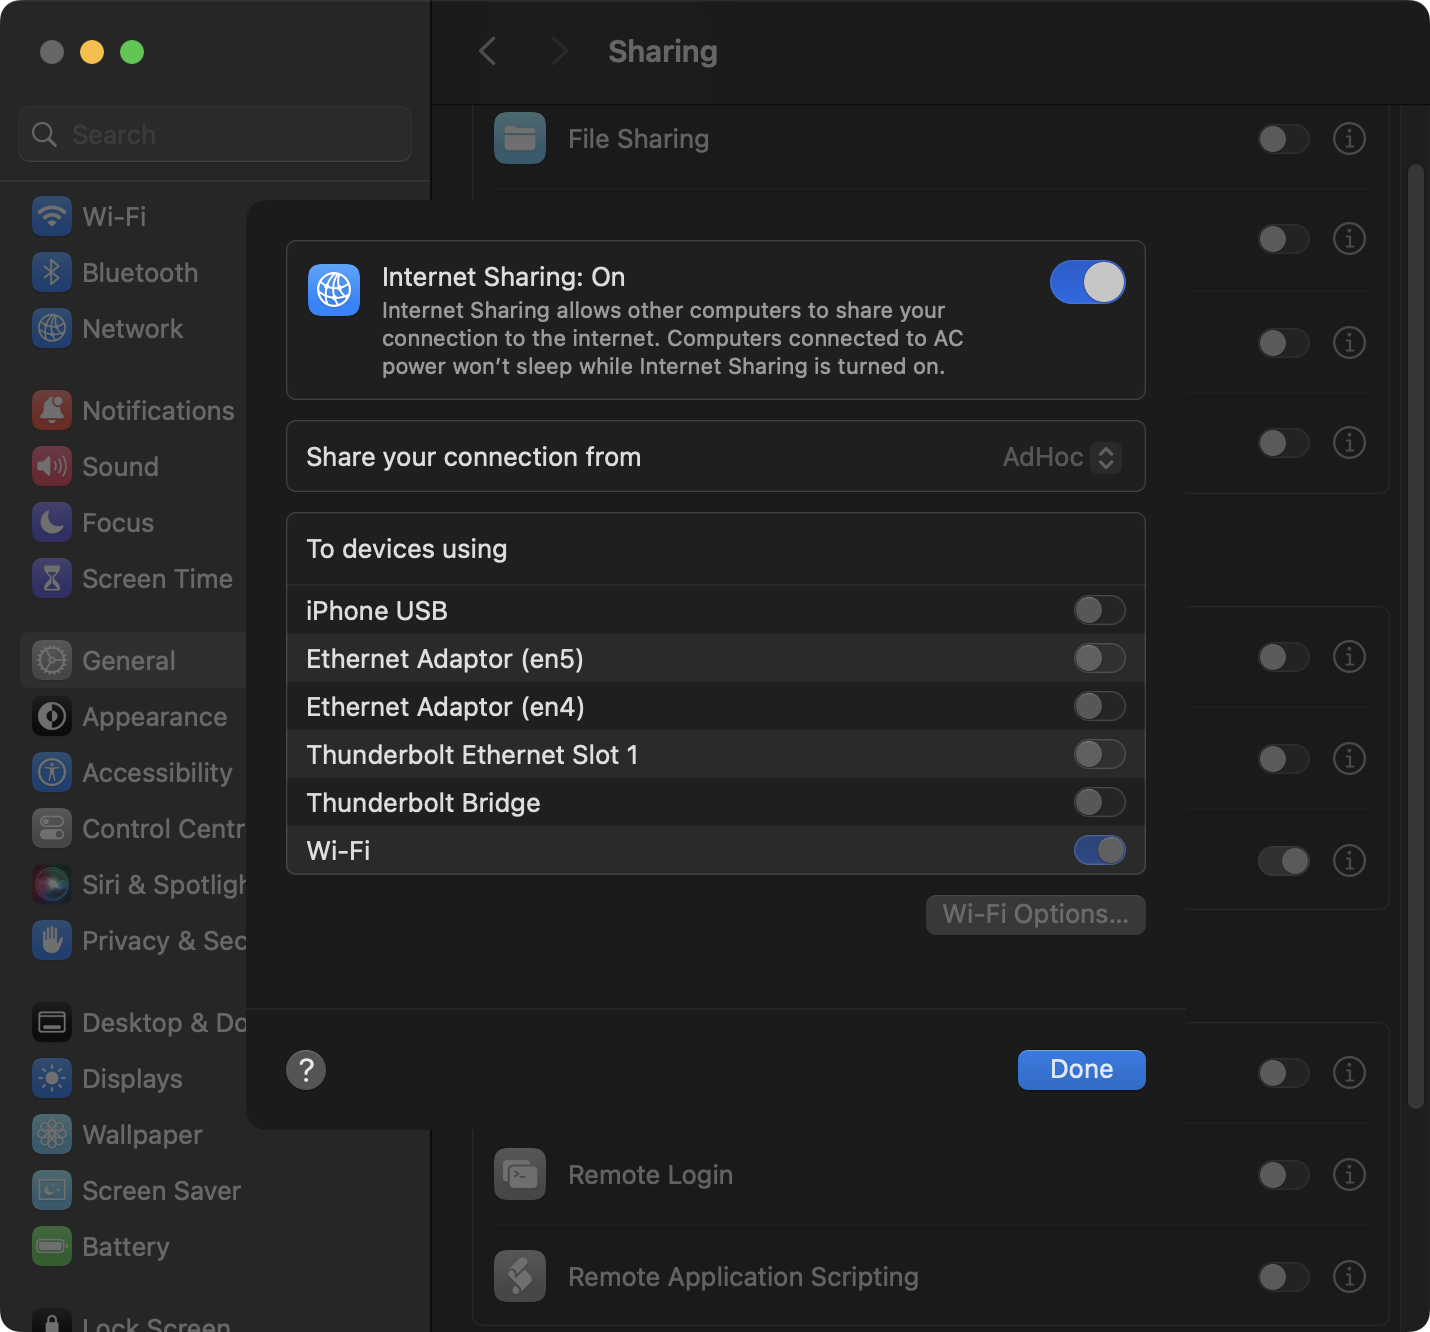 Sharing
Search
Wi-Fi
Bluetooth
Network
Notifications
Sound
Focus
Screen Time
General
Appearance
Accessibility
Control Centr
Siri & Spotligh
Privacy & Sec
Desktop & Do
Displays
Wallpaper
Screen Saver
Battery
Lock Screen
File Sharing
Internet Sharing: On
Internet Sharing allows other computers to share your
connection to the internet. Computers connected to AC
power won’t sleep while Internet Sharing is turned on.
Share your connection from AdHoc
To devices using
iPhone USB
Ethernet Adaptor (en5)
Ethernet Adaptor (en4)
Thunderbolt Ethernet Slot 1
Thunderbolt Bridge
Wi-Fi
Wi-Fi Options...
? Done
Remote Login
Remote Application Scripting